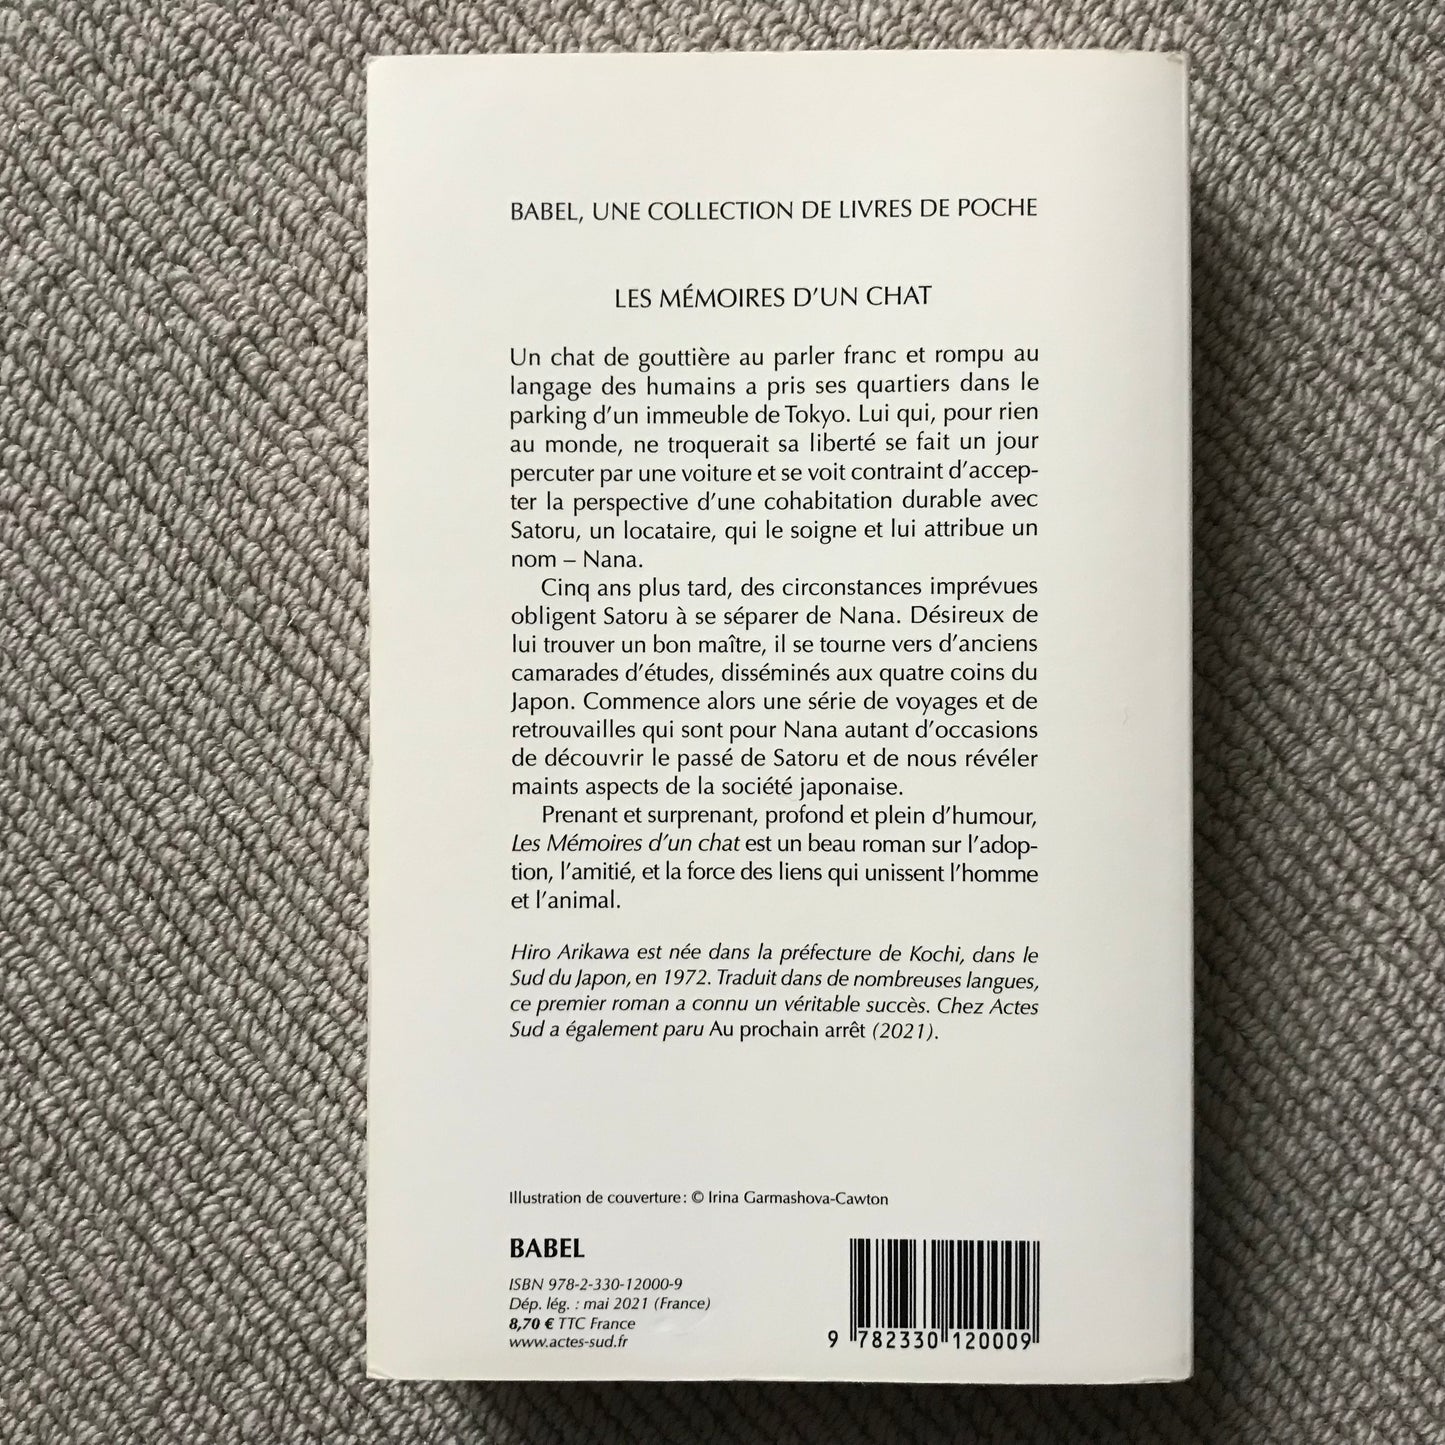 BABEL, UNE COLLECTION DE LIVRES DE POCHE
LES MÉMOIRES D’UN CHAT
Un chat de gouttière au parler franc et rompu au
langage des humains a pris ses quartiers dans le
parking d’un immeuble de Tokyo. Lui qui, pour rien
au monde, ne troquerait sa liberté se fait un jour
percuter par une voiture et se voit contraint d’accep-
ter la perspective d’une cohabitation durable avec
Satoru, un locataire, qui le soigne et lui attribue un
nom – Nana.
Cinq ans plus tard, des circonstances imprévues
obligent Satoru à se séparer de Nana. Désireux de
lui trouver un bon maître, il se tourne vers d’anciens
camarades d’études, disséminés aux quatre coins du
Japon. Commence alors une série de voyages et de
retrouvailles qui sont pour Nana autant d’occasions
de découvrir le passé de Satoru et de nous révéler
maints aspects de la société japonaise.
Prenant et surprenant, profond et plein d’humour,
Les Mémoires d’un chat est un beau roman sur l’adop-
tion, l’amitié, et la force des liens qui unissent l’homme
et l’animal.
Hiro Arikawa est née dans la préfecture de Kochi, dans le
Sud du Japon, en 1972. Traduit dans de nombreuses langues,
ce premier roman a connu un véritable succès. Chez Actes
Sud a également paru Au prochain arrêt (2021).
Illustration de couverture : © Irina Garmashova-Cawton
BABEL
ISBN 978-2-330-12000-9
Dép. lég. : mai 2021 (France)
8,70 € TTC France
www.actes-sud.fr
9 782330 120009